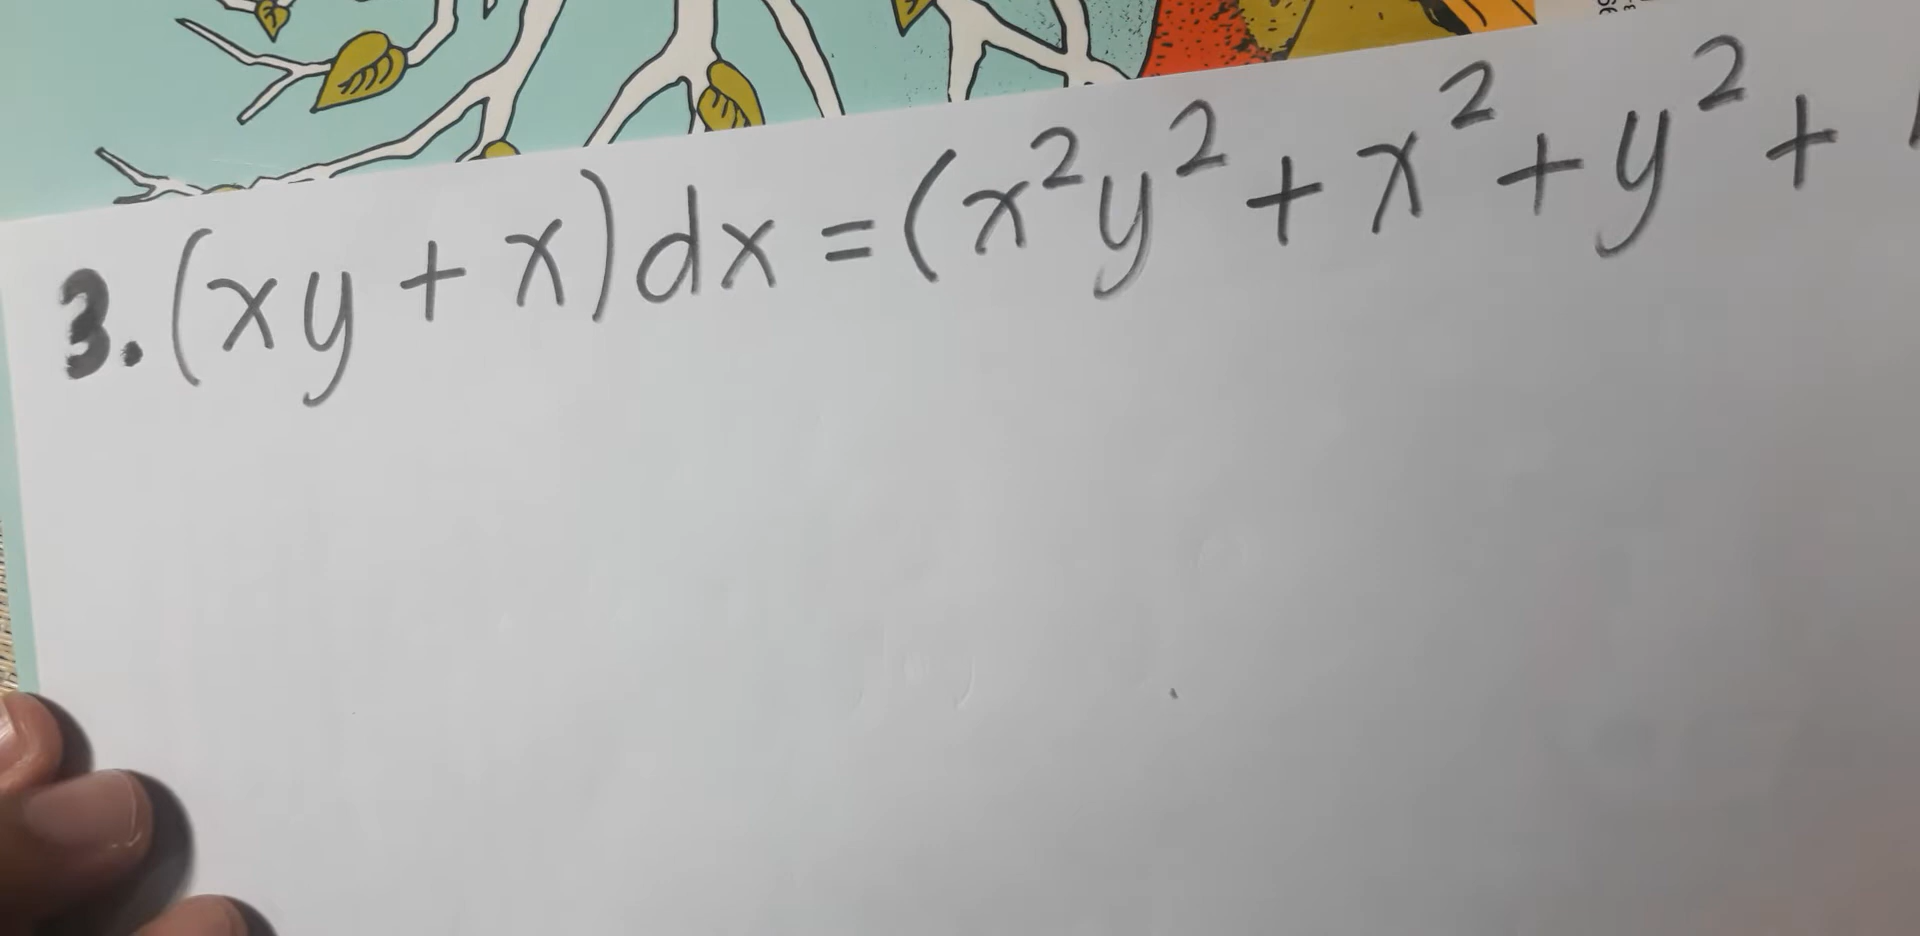 3. (xy + x) dx = (x²y² + x² + y² +